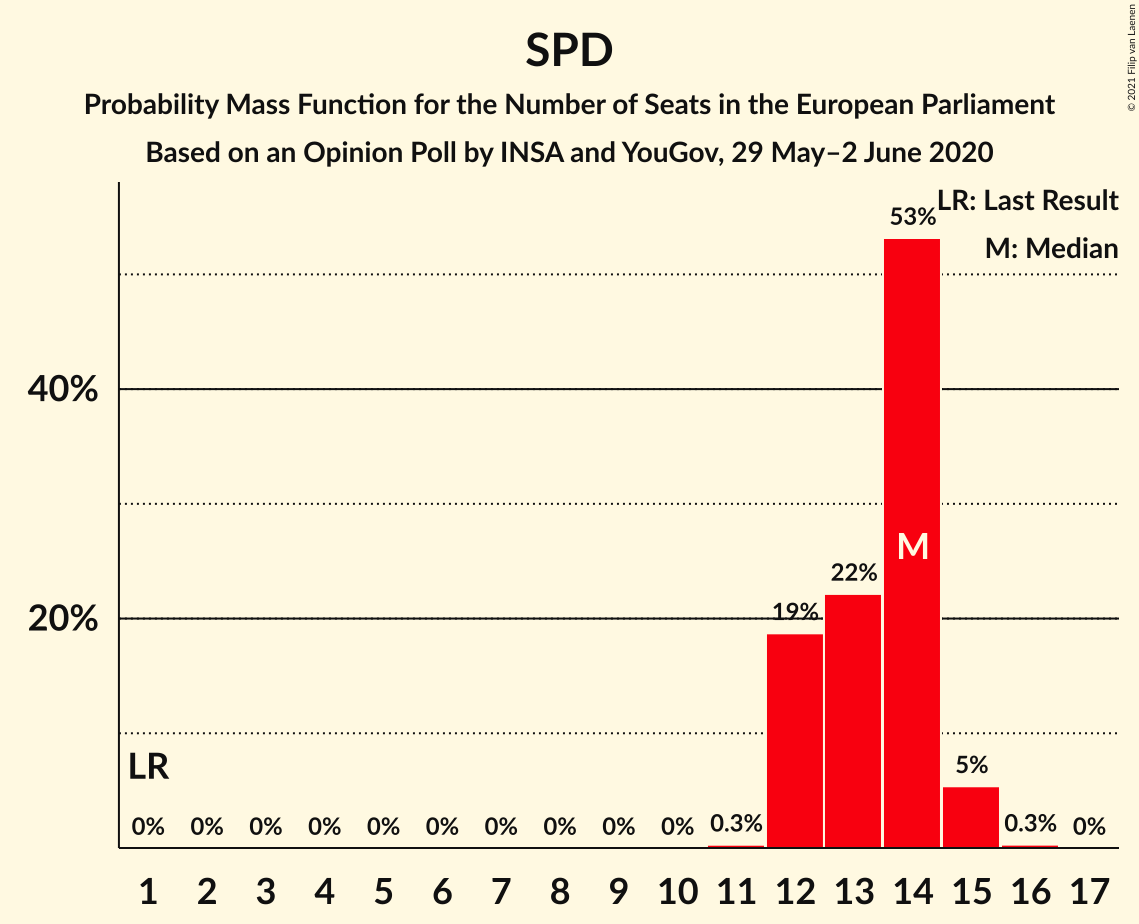 SPD
Probability Mass Function for the Number of Seats in the European Parliament
Based on an Opinion Poll by INSA and YouGov, 29 May–2 June 2020
© 2021 Filip van Laenen
LR: Last Result
M: Median
53%
40%
M
22%
19%
20%
LR
5%
0% 0% 0% 0% 0% 0% 0% 0% 0% 0% 0.3% 0.3% 0%
1 2 3 4 5 6 7 8 9 10 11 12 13 14 15 16 17